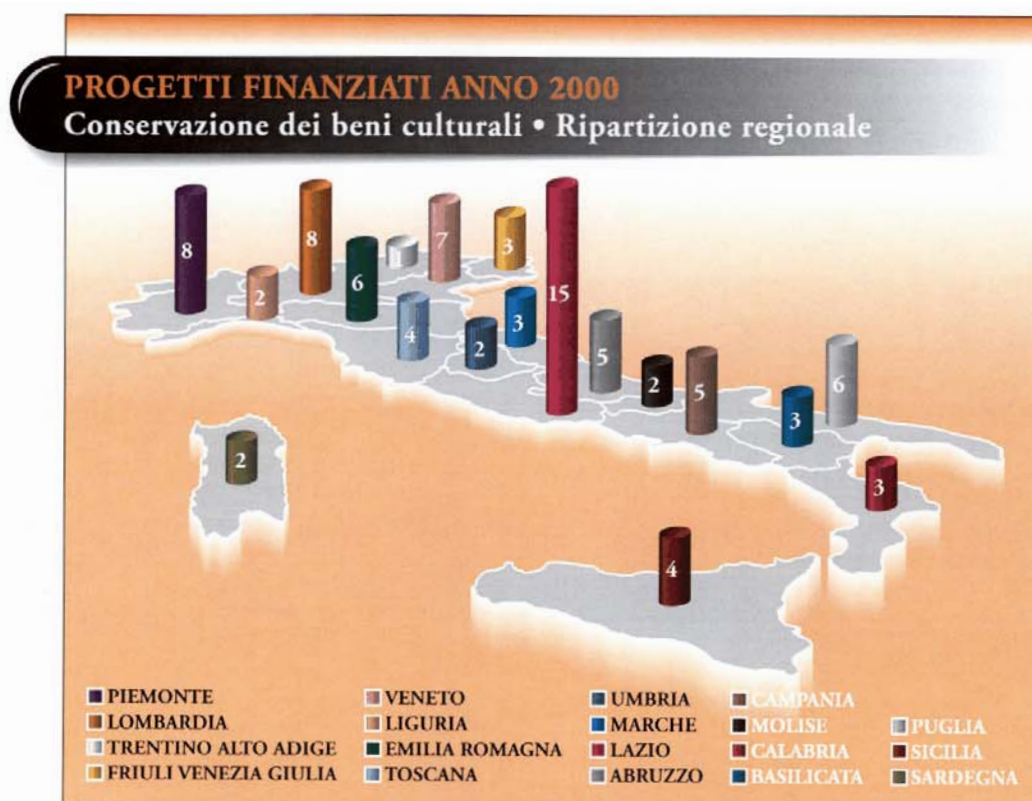 PROGETTI FINANZIATI ANNO 2000
Conservazione dei beni culturali • Ripartizione regionale
8
2
8
6
1
7
3
4
2
3
15
5
2
5
3
6
3
2
4
PIEMONTE
LOMBARDIA
TRENTINO ALTO ADIGE
FRIULI VENEZIA GIULIA
VENETO
LIGURIA
EMILIA ROMAGNA
TOSCANA
UMBRIA
MARCHE
LAZIO
ABRUZZO
CAMPANIA
MOLISE
CALABRIA
BASILICATA
PUGLIA
SICILIA
SARDEGNA